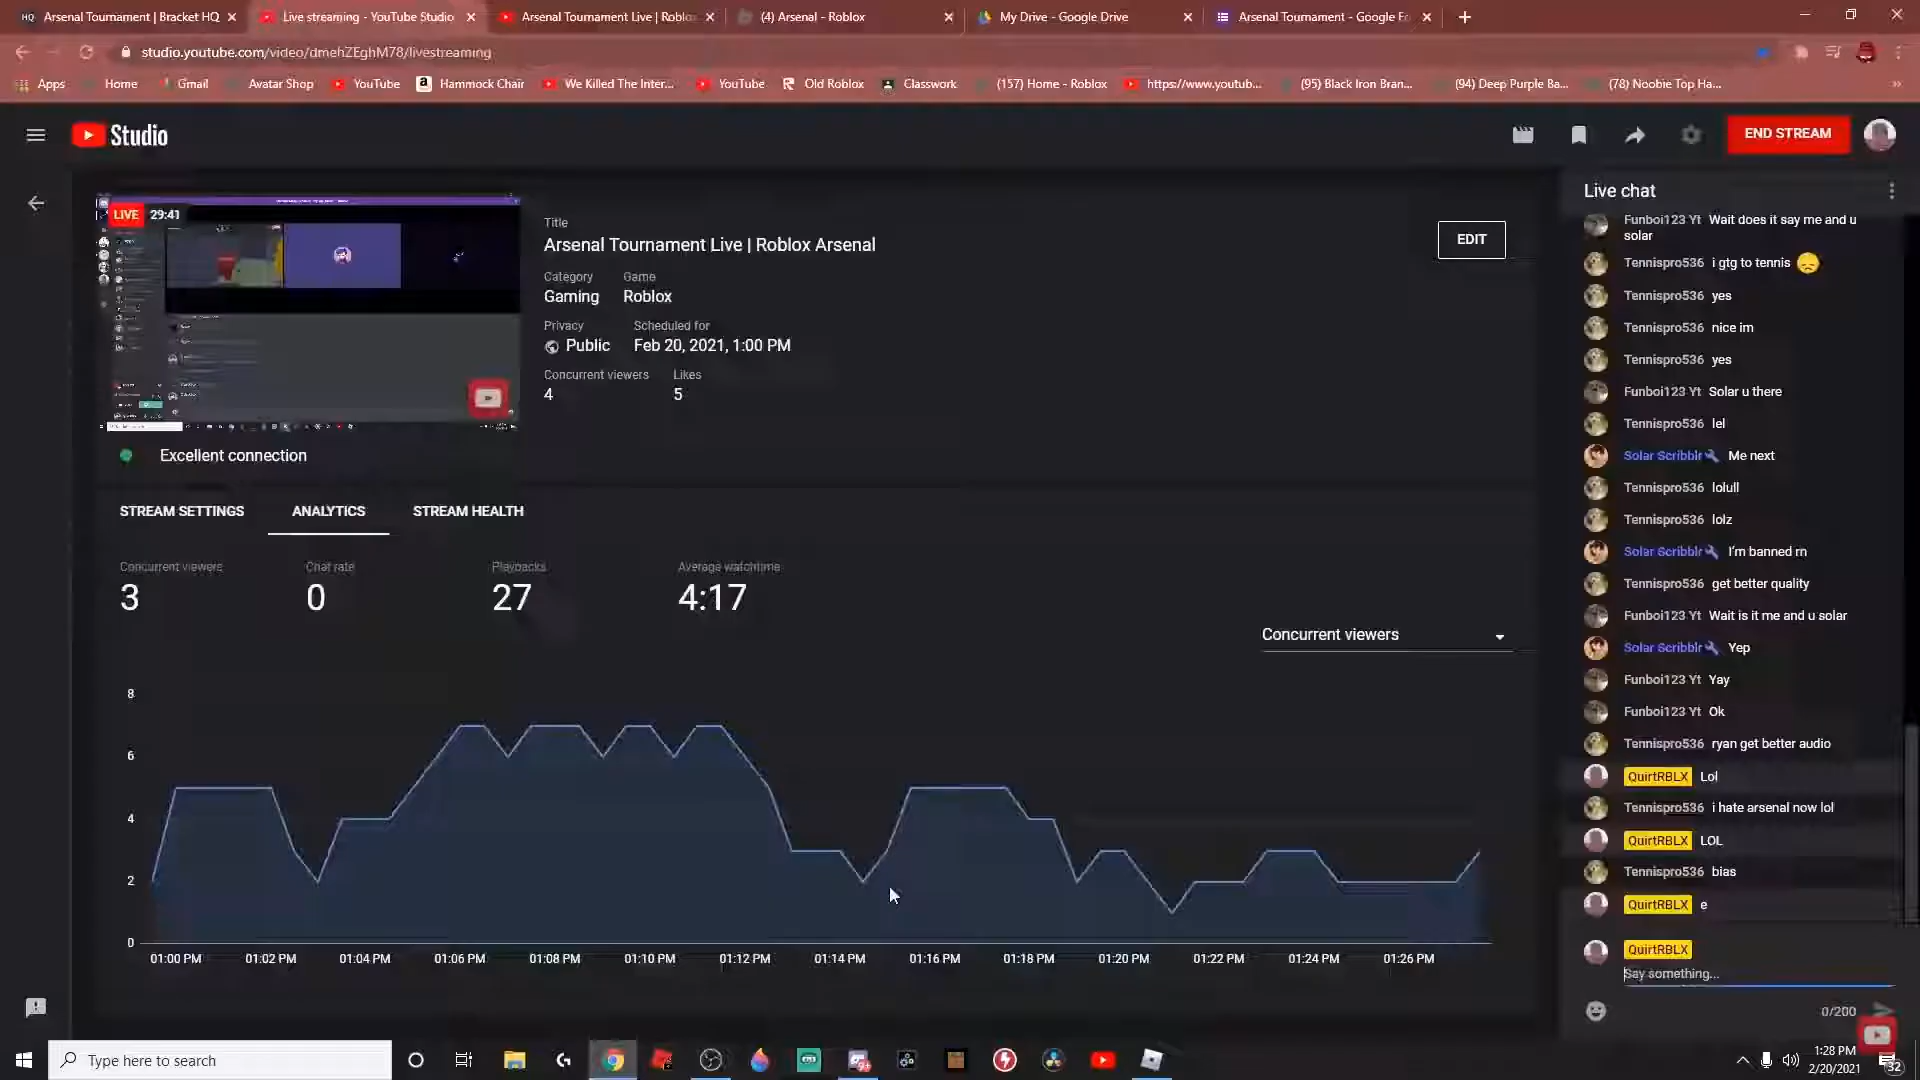 HQ Arsenal Tournament | Bracket HQ
Live streaming - YouTube Studio
Arsenal Tournament Live | Roblo
(4) Arsenal - Roblox
My Drive - Google Drive
Arsenal Tournament - Google Fo
studio.youtube.com/video/dmehZEghM78/livestreaming
Apps
Home
Gmail
Avatar Shop
YouTube
Hammock Chair
We Killed The Inter...
YouTube
Old Roblox
Classwork
(157) Home - Roblox
https://www.youtub...
(95) Black Iron Bran...
(94) Deep Purple Ba...
(78) Noobie Top Ha...
Studio
END STREAM
LIVE 29:41
Title
Arsenal Tournament Live | Roblox Arsenal
EDIT
Category Game
Gaming Roblox
Privacy Scheduled for
Public Feb 20, 2021, 1:00 PM
Concurrent viewers Likes
4 5
Excellent connection
STREAM SETTINGS ANALYTICS STREAM HEALTH
Concurrent viewers Chat rate Playbacks Average watchtime
3 0 27 4:17
Concurrent viewers
8
6
4
2
0
01:00 PM 01:02 PM 01:04 PM 01:06 PM 01:08 PM 01:10 PM 01:12 PM 01:14 PM 01:16 PM 01:18 PM 01:20 PM 01:22 PM 01:24 PM 01:26 PM
Live chat
Funboi123 Yt Wait does it say me and u
solar
Tennispro536 i gtg to tennis
Tennispro536 yes
Tennispro536 nice im
Tennispro536 yes
Funboi123 Yt Solar u there
Tennispro536 lel
Solar Scribblr Me next
Tennispro536 lolull
Tennispro536 lolz
Solar Scribblr I'm banned rn
Tennispro536 get better quality
Funboi123 Yt Wait is it me and u solar
Solar Scribblr Yep
Funboi123 Yt Yay
Funboi123 Yt Ok
Tennispro536 ryan get better audio
QuirtRBLX Lol
Tennispro536 i hate arsenal now lol
QuirtRBLX LOL
Tennispro536 bias
QuirtRBLX e
QuirtRBLX
Say something...
0/200
Type here to search
1:28 PM
2/20/2021
32